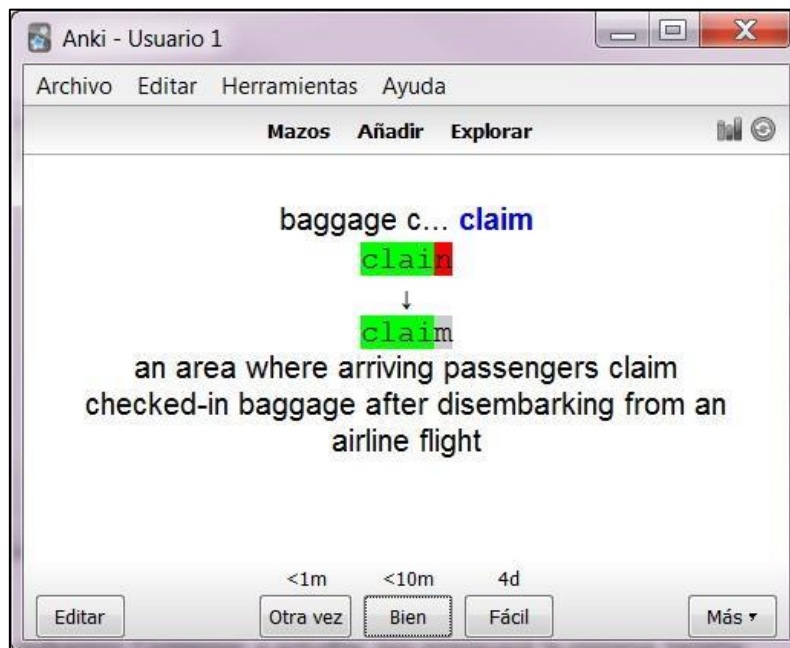 Anki - Usuario 1
Archivo Editar Herramientas Ayuda
Mazos Añadir Explorar
baggage c... claim
clain
↓
claim
an area where arriving passengers claim
checked-in baggage after disembarking from an
airline flight
<1m <10m 4d
Editar Otra vez Bien Fácil Más ▾